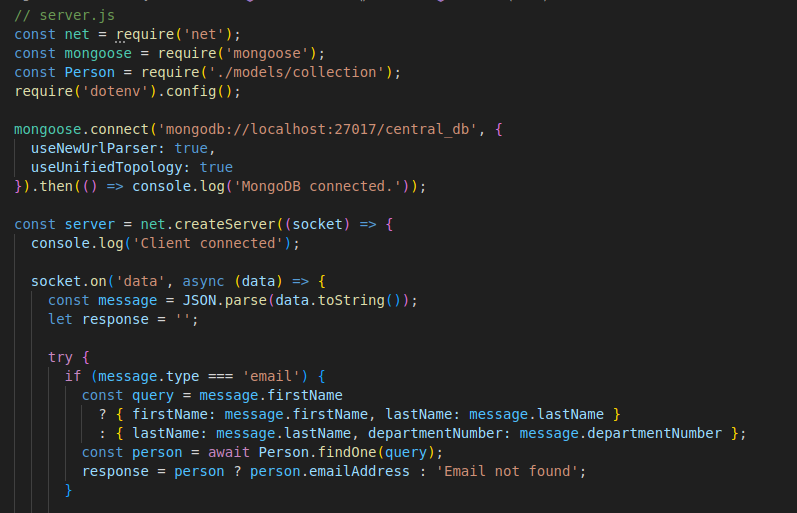 // server.js
const net = require('net');
const mongoose = require('mongoose');
const Person = require('./models/collection');
require('dotenv').config();
mongoose.connect('mongodb://localhost:27017/central_db', {
  useNewUrlParser: true,
  useUnifiedTopology: true
}).then(() => console.log('MongoDB connected.'));
const server = net.createServer((socket) => {
  console.log('Client connected');
  socket.on('data', async (data) => {
    const message = JSON.parse(data.toString());
    let response = '';
    try {
      if (message.type === 'email') {
        const query = message.firstName
          ? { firstName: message.firstName, lastName: message.lastName }
          : { lastName: message.lastName, departmentNumber: message.departmentNumber };
        const person = await Person.findOne(query);
        response = person ? person.emailAddress : 'Email not found';
      }